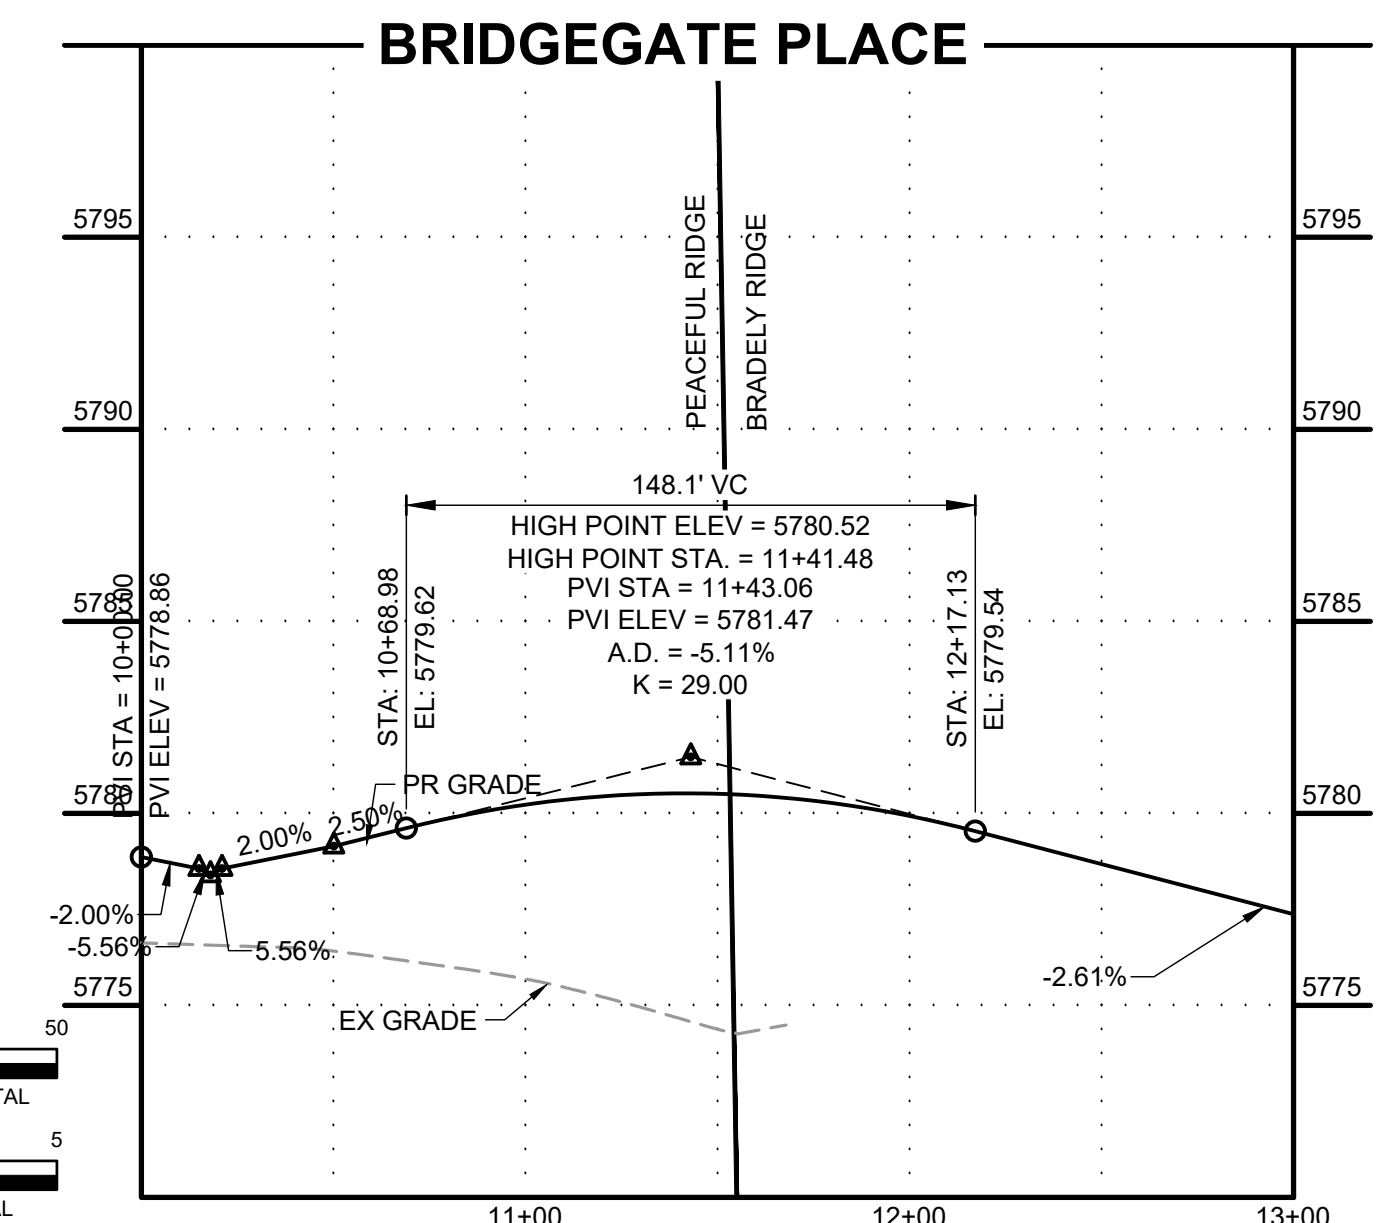 BRIDGEGATE PLACE
5795
5795
PEACEFUL RIDGE
BRADELY RIDGE
5790
5790
148.1' VC
HIGH POINT ELEV = 5780.52
HIGH POINT STA. = 11+41.48
PVI STA = 11+43.06
PVI ELEV = 5781.47
A.D. = -5.11%
K = 29.00
PVI STA = 10+00.00
PVI ELEV = 5778.86
5785
5785
STA: 10+68.98
EL: 5779.62
STA: 12+17.13
EL: 5779.54
PR GRADE
5780
5780
2.00%
2.50%
-2.00%
-5.56%
5.56%
-2.61%
5775
5775
EX GRADE
50
TAL
5
AL
11+00
12+00
13+00